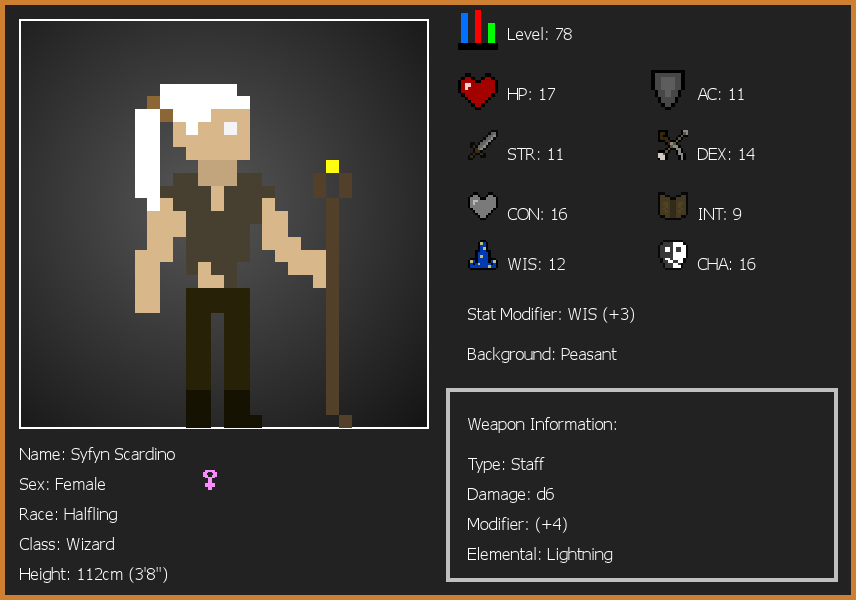 Level: 78
HP: 17
AC: 11
STR: 11
DEX: 14
CON: 16
INT: 9
WIS: 12
CHA: 16
Stat Modifier: WIS (+3)
Background: Peasant
Weapon Information:
Type: Staff
Damage: d6
Modifier: (+4)
Elemental: Lightning
Name: Syfyn Scardino
Sex: Female
Race: Halfling
Class: Wizard
Height: 112cm (3'8")